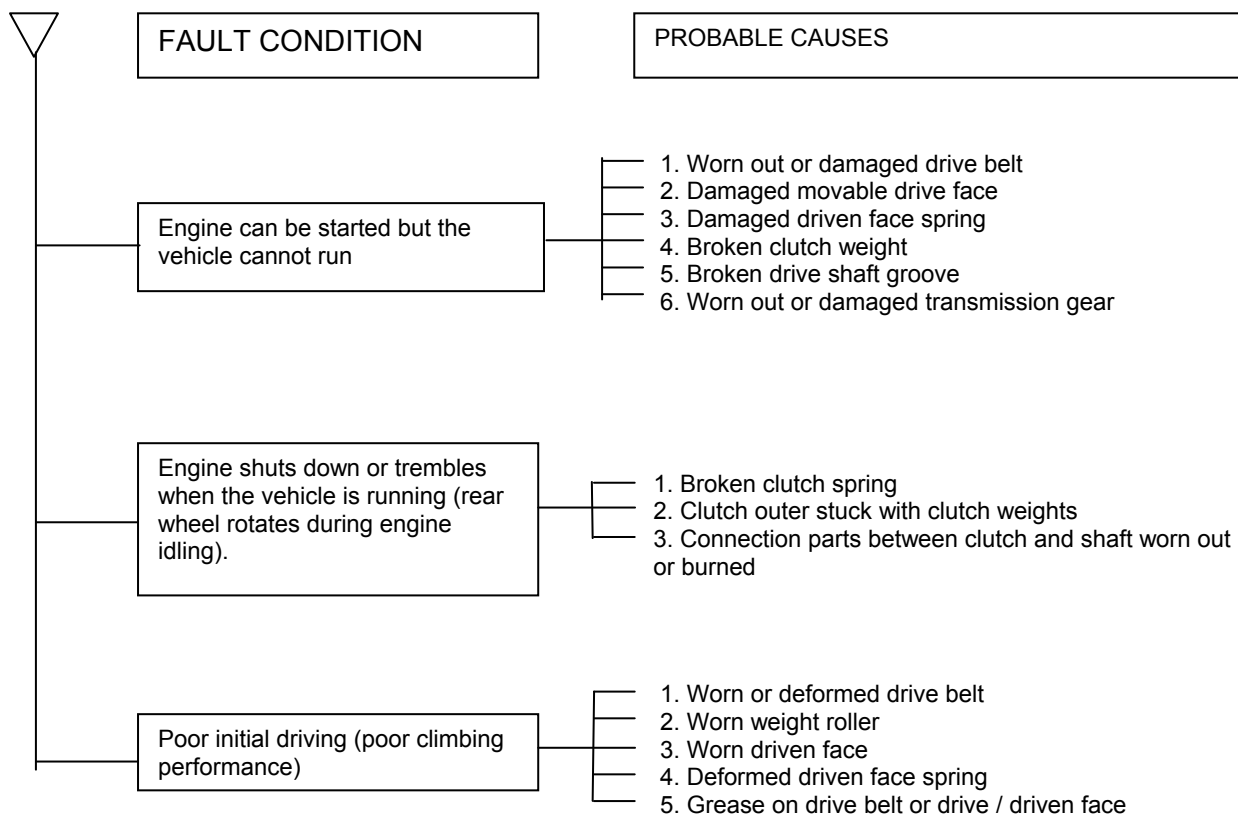 FAULT CONDITION
PROBABLE CAUSES
Engine can be started but the
vehicle cannot run
1. Worn out or damaged drive belt
2. Damaged movable drive face
3. Damaged driven face spring
4. Broken clutch weight
5. Broken drive shaft groove
6. Worn out or damaged transmission gear
Engine shuts down or trembles
when the vehicle is running (rear
wheel rotates during engine
idling).
1. Broken clutch spring
2. Clutch outer stuck with clutch weights
3. Connection parts between clutch and shaft worn out
or burned
Poor initial driving (poor climbing
performance)
1. Worn or deformed drive belt
2. Worn weight roller
3. Worn driven face
4. Deformed driven face spring
5. Grease on drive belt or drive / driven face